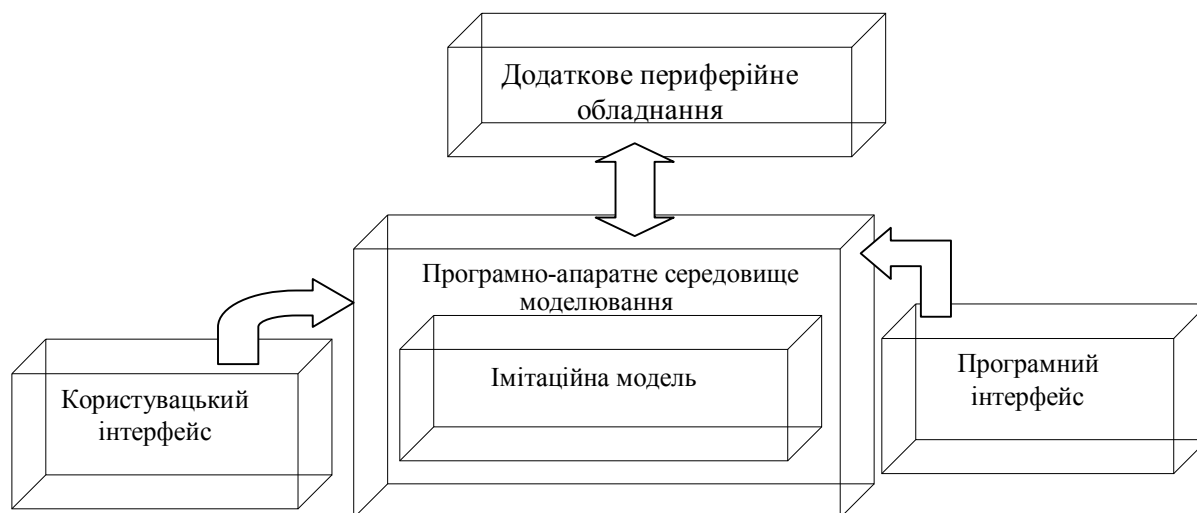 Додаткове периферійне
обладнання
Програмно-апаратне середовище
моделювання
Імітаційна модель
Користувацький
інтерфейс
Програмний
інтерфейс